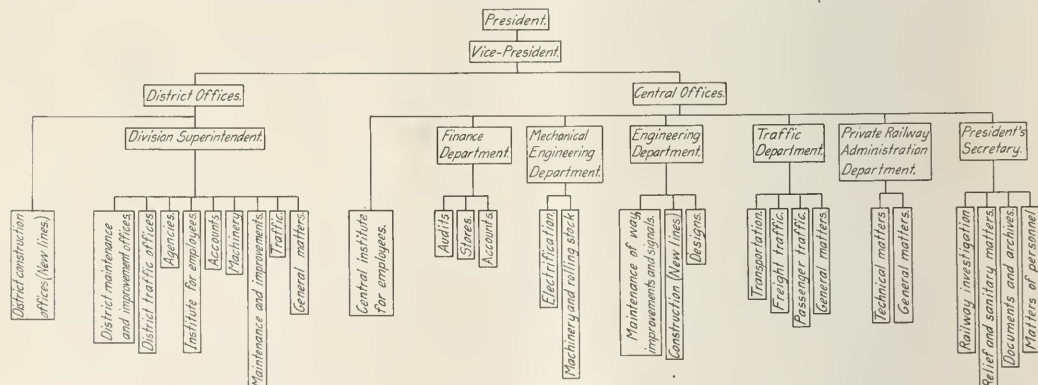 President.
Vice-President.
District Offices.
Central Offices.
Division Superintendent.
Finance
Department.
Mechanical
Engineering
Department.
Engineering
Department.
Traffic
Department.
Private Railway
Administration
Department.
President's
Secretary.
District construction
offices (New lines)
District maintenance
and improvement offices.
District traffic offices.
Agencies.
Institute for employees.
Accounts.
Machinery
Maintenance and improvements.
Traffic.
General matters.
Central institute
for employees.
Audits
Stores.
Accounts.
Electrification.
Machinery and rolling stock
Maintenance of way,
improvements and signals.
Construction (New lines)
Designs.
Transportation.
Freight traffic.
Passenger traffic.
General matters.
Technical matters
General matters.
Railway investigation
Relief and sanitary matters.
Documents and archives.
Matters of personnel